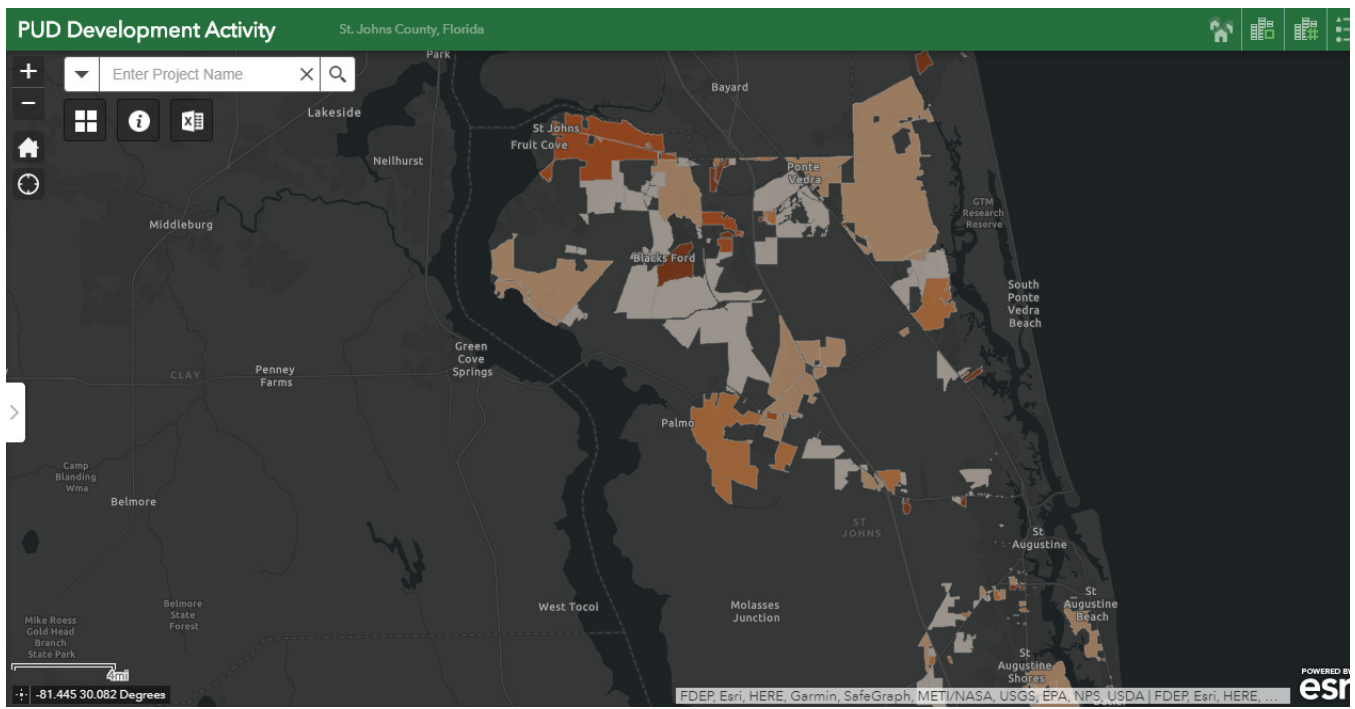 PUD Development Activity
St. Johns County, Florida
+
Enter Project Name
−
Park
Bayard
Lakeside
St Johns
Fruit Cove
Neilhurst
Ponte
Vedra
GTM
Research
Reserve
Middleburg
Blacks Ford
South
Ponte
Vedra
Beach
Green
Cove
Springs
CLAY
Penney
Farms
Palmo
Camp
Blanding
Wma
Belmore
ST
JOHNS
St
Augustine
Belmore
State
Forest
West Tocoi
Molasses
Junction
St
Augustine
Beach
Mike Roess
Gold Head
Branch
State Park
St
Augustine
Shores
4mi
-81.445 30.082 Degrees
FDEP, Esri, HERE, Garmin, SafeGraph, METI/NASA, USGS, EPA, NPS, USDA | FDEP, Esri, HERE, ...
POWERED BY
esri